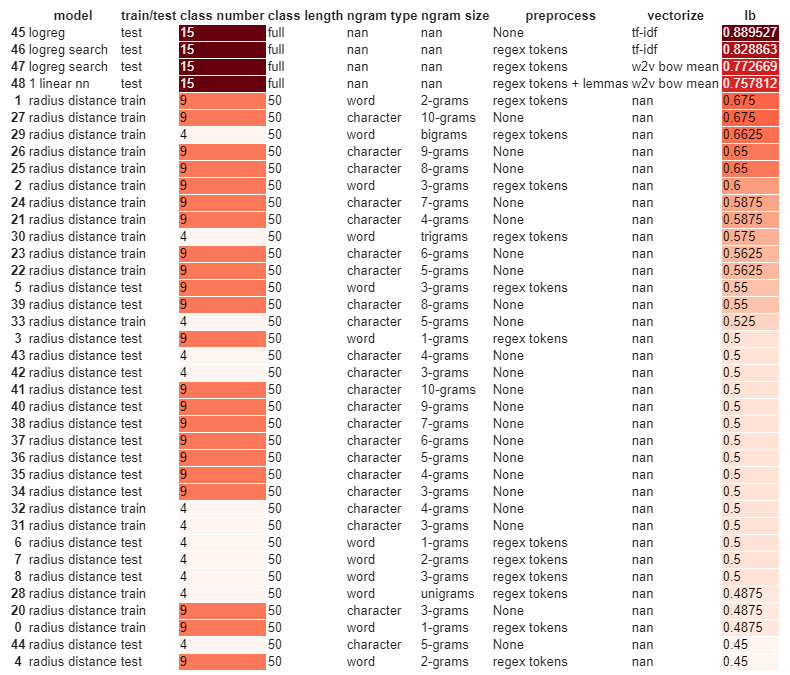 model train/test class number class length ngram type ngram size preprocess vectorize lb
45 logreg test 15 full nan nan None tf-idf 0.889527
46 logreg search test 15 full nan nan regex tokens tf-idf 0.828863
47 logreg search test 15 full nan nan regex tokens w2v bow mean 0.772669
48 1 linear nn test 15 full nan nan regex tokens + lemmas w2v bow mean 0.757812
1 radius distance train 9 50 word 2-grams regex tokens nan 0.675
27 radius distance train 9 50 character 10-grams None nan 0.675
29 radius distance train 4 50 word bigrams regex tokens nan 0.6625
26 radius distance train 9 50 character 9-grams None nan 0.65
25 radius distance train 9 50 character 8-grams None nan 0.65
2 radius distance train 9 50 word 3-grams regex tokens nan 0.6
24 radius distance train 9 50 character 7-grams None nan 0.5875
21 radius distance train 9 50 character 4-grams None nan 0.5875
30 radius distance train 4 50 word trigrams regex tokens nan 0.575
23 radius distance train 9 50 character 6-grams None nan 0.5625
22 radius distance train 9 50 character 5-grams None nan 0.5625
5 radius distance test 9 50 word 3-grams regex tokens nan 0.55
39 radius distance test 9 50 character 8-grams None nan 0.55
33 radius distance train 4 50 character 5-grams None nan 0.525
3 radius distance test 9 50 word 1-grams regex tokens nan 0.5
43 radius distance test 4 50 character 4-grams None nan 0.5
42 radius distance test 4 50 character 3-grams None nan 0.5
41 radius distance test 9 50 character 10-grams None nan 0.5
40 radius distance test 9 50 character 9-grams None nan 0.5
38 radius distance test 9 50 character 7-grams None nan 0.5
37 radius distance test 9 50 character 6-grams None nan 0.5
36 radius distance test 9 50 character 5-grams None nan 0.5
35 radius distance test 9 50 character 4-grams None nan 0.5
34 radius distance test 9 50 character 3-grams None nan 0.5
32 radius distance train 4 50 character 4-grams None nan 0.5
31 radius distance train 4 50 character 3-grams None nan 0.5
6 radius distance test 4 50 word 1-grams regex tokens nan 0.5
7 radius distance test 4 50 word 2-grams regex tokens nan 0.5
8 radius distance test 4 50 word 3-grams regex tokens nan 0.5
28 radius distance train 4 50 word unigrams regex tokens nan 0.4875
20 radius distance train 9 50 character 3-grams None nan 0.4875
0 radius distance train 9 50 word 1-grams regex tokens nan 0.4875
44 radius distance test 4 50 character 5-grams None nan 0.45
4 radius distance test 9 50 word 2-grams regex tokens nan 0.45